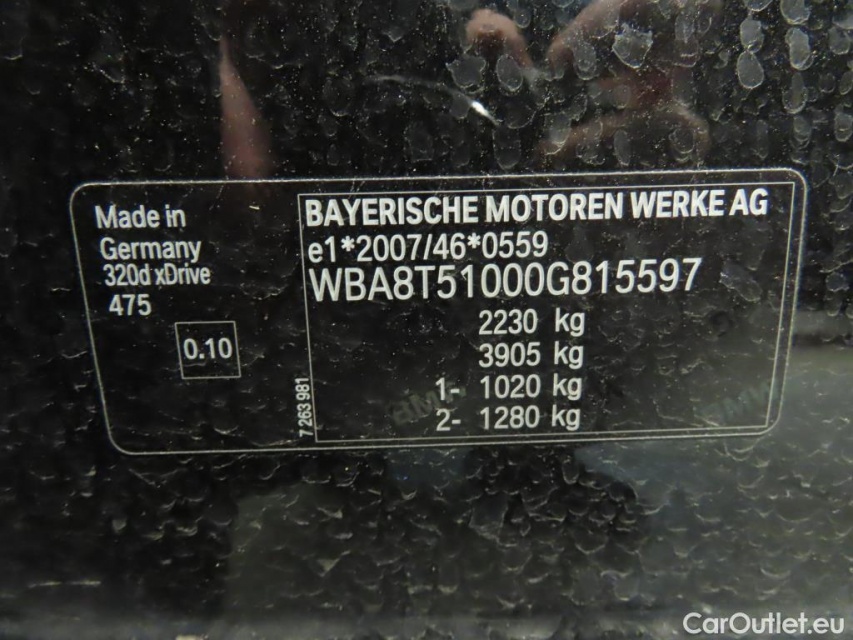 Made in
Germany
320d xDrive
475
0.10
7 263 981
BAYERISCHE MOTOREN WERKE AG
e1*2007/46*0559
WBA8T51000G815597
2230 kg
3905 kg
1- 1020 kg
2- 1280 kg
BMW
CarOutlet.eu